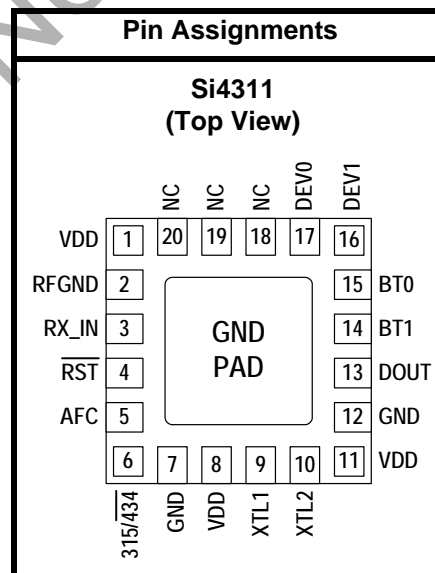 Pin Assignments
Si4311
(Top View)
NC NC NC DEV0 DEV1
VDD 1 20 19 18 17 16
RFGND 2 15 BT0
RX_IN 3 GND 14 BT1
RST 4 PAD 13 DOUT
AFC 5 12 GND
6 7 8 9 10 11 VDD
315/434 GND VDD XTL1 XTL2